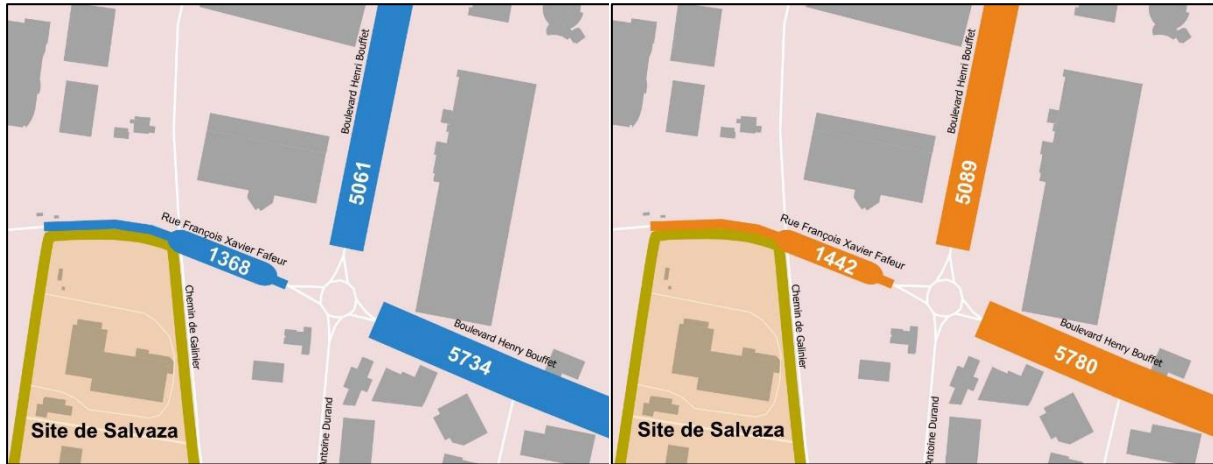 Boulevard Henri Bouffet
5061
Rue François Xavier Fafeur
1368
Chemin de Galinier
Boulevard Henry Bouffet
5734
Antoine Durand
Site de Salvaza
Boulevard Henri Bouffet
5089
Rue François Xavier Fafeur
1442
Chemin de Galinier
Boulevard Henry Bouffet
5780
Antoine Durand
Site de Salvaza